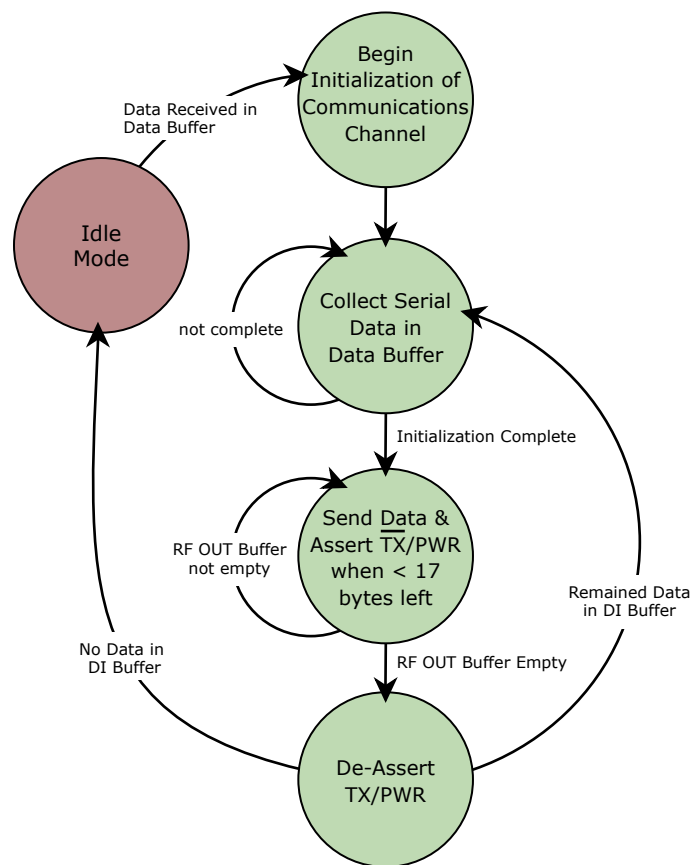 Begin
Initialization of
Communications
Channel
Data Received in
Data Buffer
Idle
Mode
Collect Serial
Data in
Data Buffer
not complete
Initialization Complete
Send Data &
Assert T̅X̅/PWR
when < 17
bytes left
RF OUT Buffer
not empty
Remained Data
in DI Buffer
No Data in
DI Buffer
RF OUT Buffer Empty
De-Assert
TX/PWR